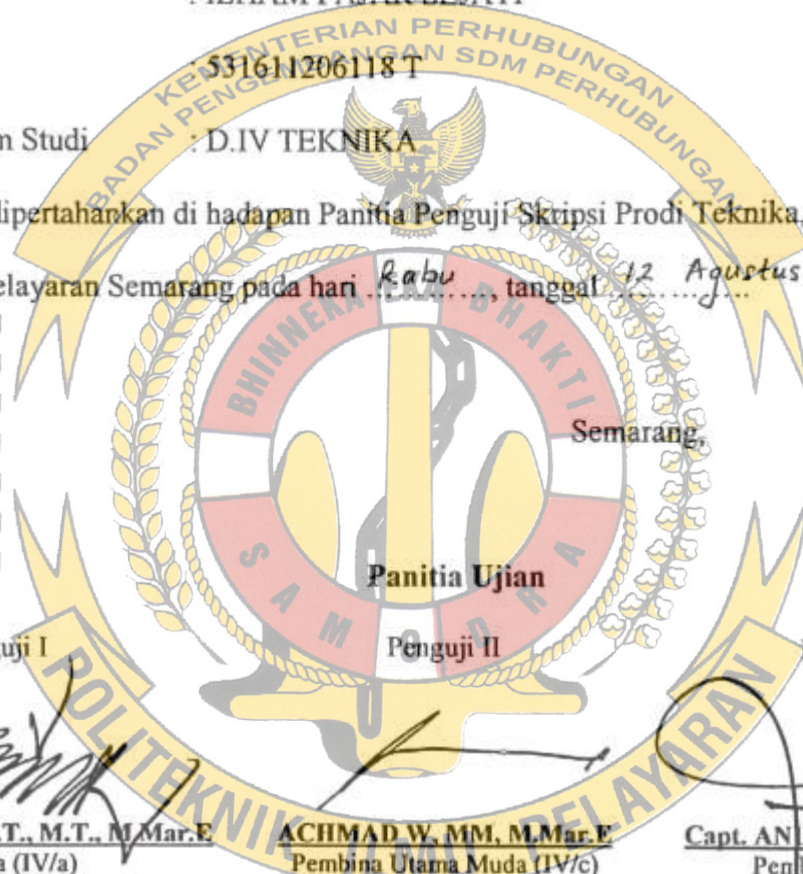 : 531611206118 T
m Studi : D.IV TEKNIKA
dipertahankan di hadapan Panitia Penguji Skripsi Prodi Teknika,
elayaran Semarang pada hari Rabu, tanggal 12 Agustus
Semarang,
Panitia Ujian
uji I Penguji II
.T., M.T., M.Mar.E ACHMAD W, MM, M.Mar.E Capt. AN
a (IV/a) Pembina Utama Muda (IV/c) Pem
KEMENTERIAN PERHUBUNGAN
BADAN PENGEMBANGAN SDM PERHUBUNGAN
BHINNEKA BHAKTI
SAMODRA
POLITEKNIK ILMU PELAYARAN